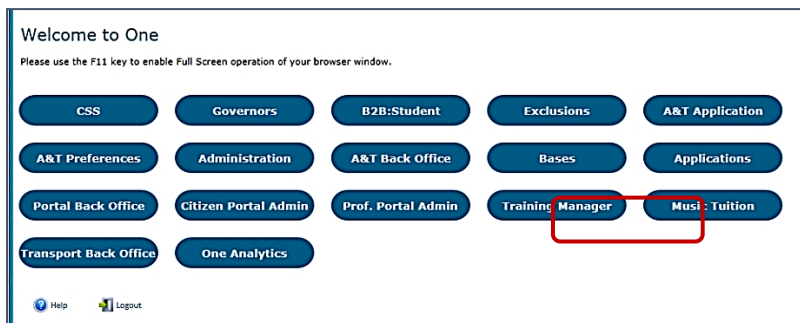 Welcome to One
Please use the F11 key to enable Full Screen operation of your browser window.
CSS Governors B2B:Student Exclusions A&T Application
A&T Preferences Administration A&T Back Office Bases Applications
Portal Back Office Citizen Portal Admin Prof. Portal Admin Training Manager Music Tuition
Transport Back Office One Analytics
Help Logout